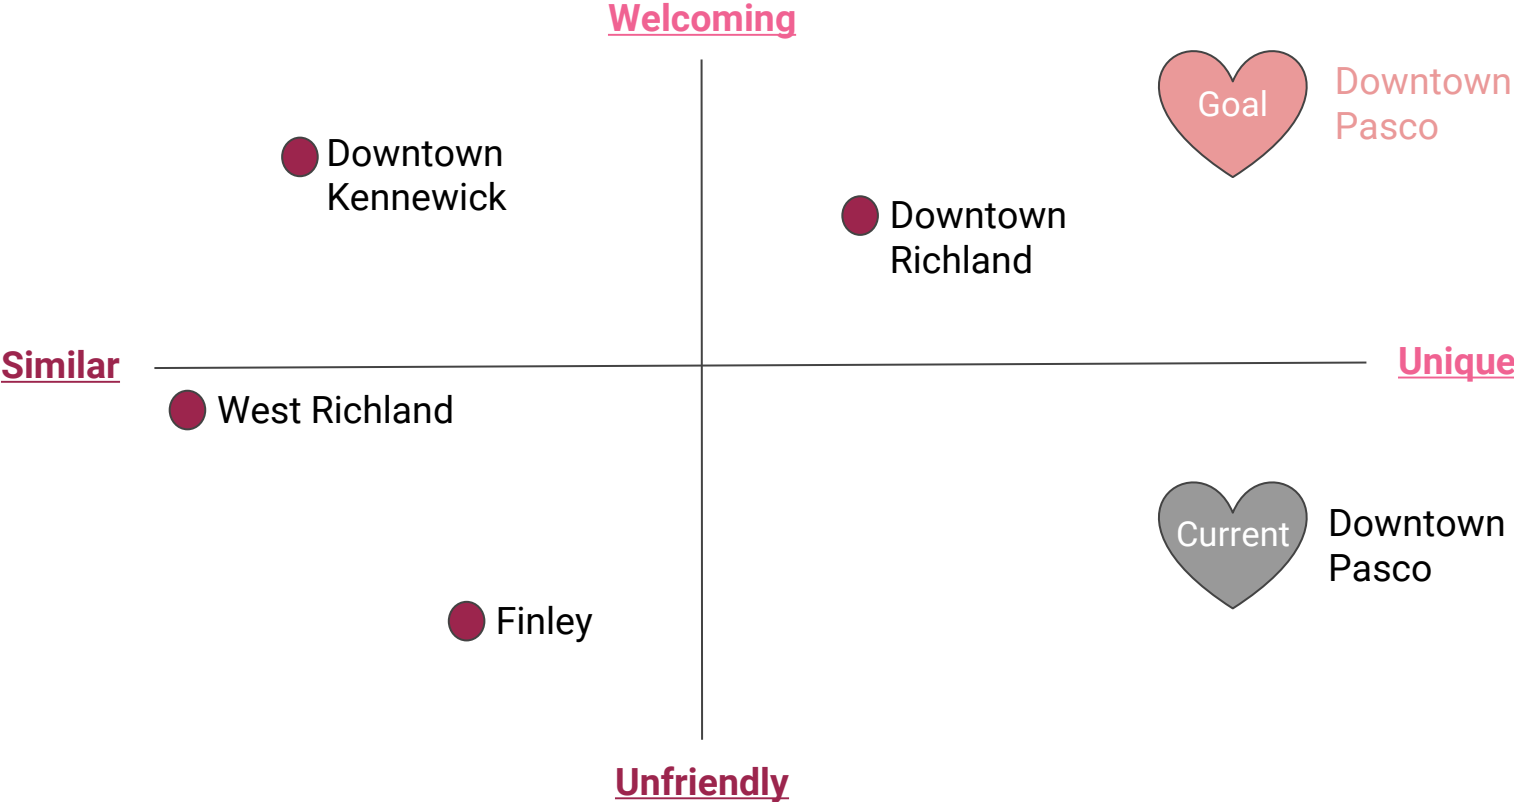 Welcoming
Goal
Downtown
Pasco
Downtown
Kennewick
Downtown
Richland
Similar
Unique
West Richland
Current
Downtown
Pasco
Finley
Unfriendly